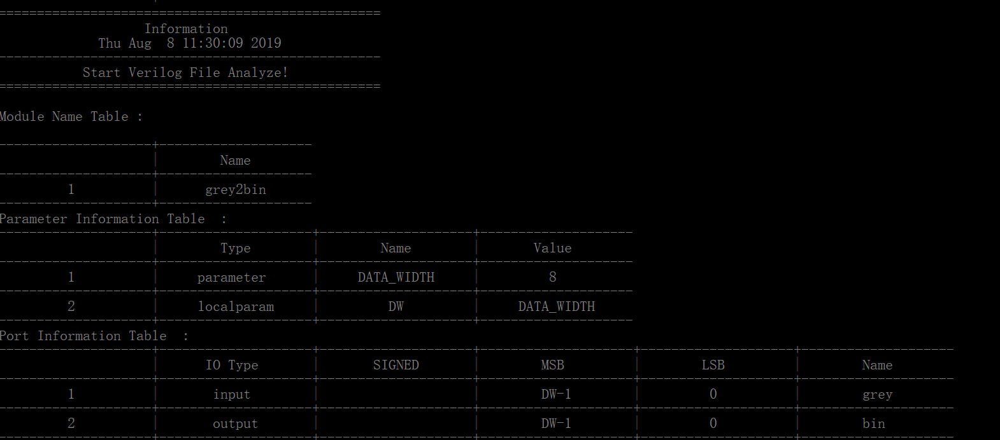 ==================================================
Information
Thu Aug  8 11:30:09 2019
--------------------------------------------------
Start Verilog File Analyze!
==================================================
Module Name Table :
--------------------+--------------------
| Name
--------------------+--------------------
1 | grey2bin
--------------------+--------------------
Parameter Information Table  :
--------------------+--------------------+--------------------+--------------------
| Type | Name | Value
--------------------+--------------------+--------------------+--------------------
1 | parameter | DATA_WIDTH | 8
--------------------+--------------------+--------------------+--------------------
2 | localparam | DW | DATA_WIDTH
--------------------+--------------------+--------------------+--------------------
Port Information Table  :
--------------------+--------------------+--------------------+--------------------+--------------------+--------------------
| IO Type | SIGNED | MSB | LSB | Name
--------------------+--------------------+--------------------+--------------------+--------------------+--------------------
1 | input | | DW-1 | 0 | grey
--------------------+--------------------+--------------------+--------------------+--------------------+--------------------
2 | output | | DW-1 | 0 | bin
--------------------+--------------------+--------------------+--------------------+--------------------+--------------------